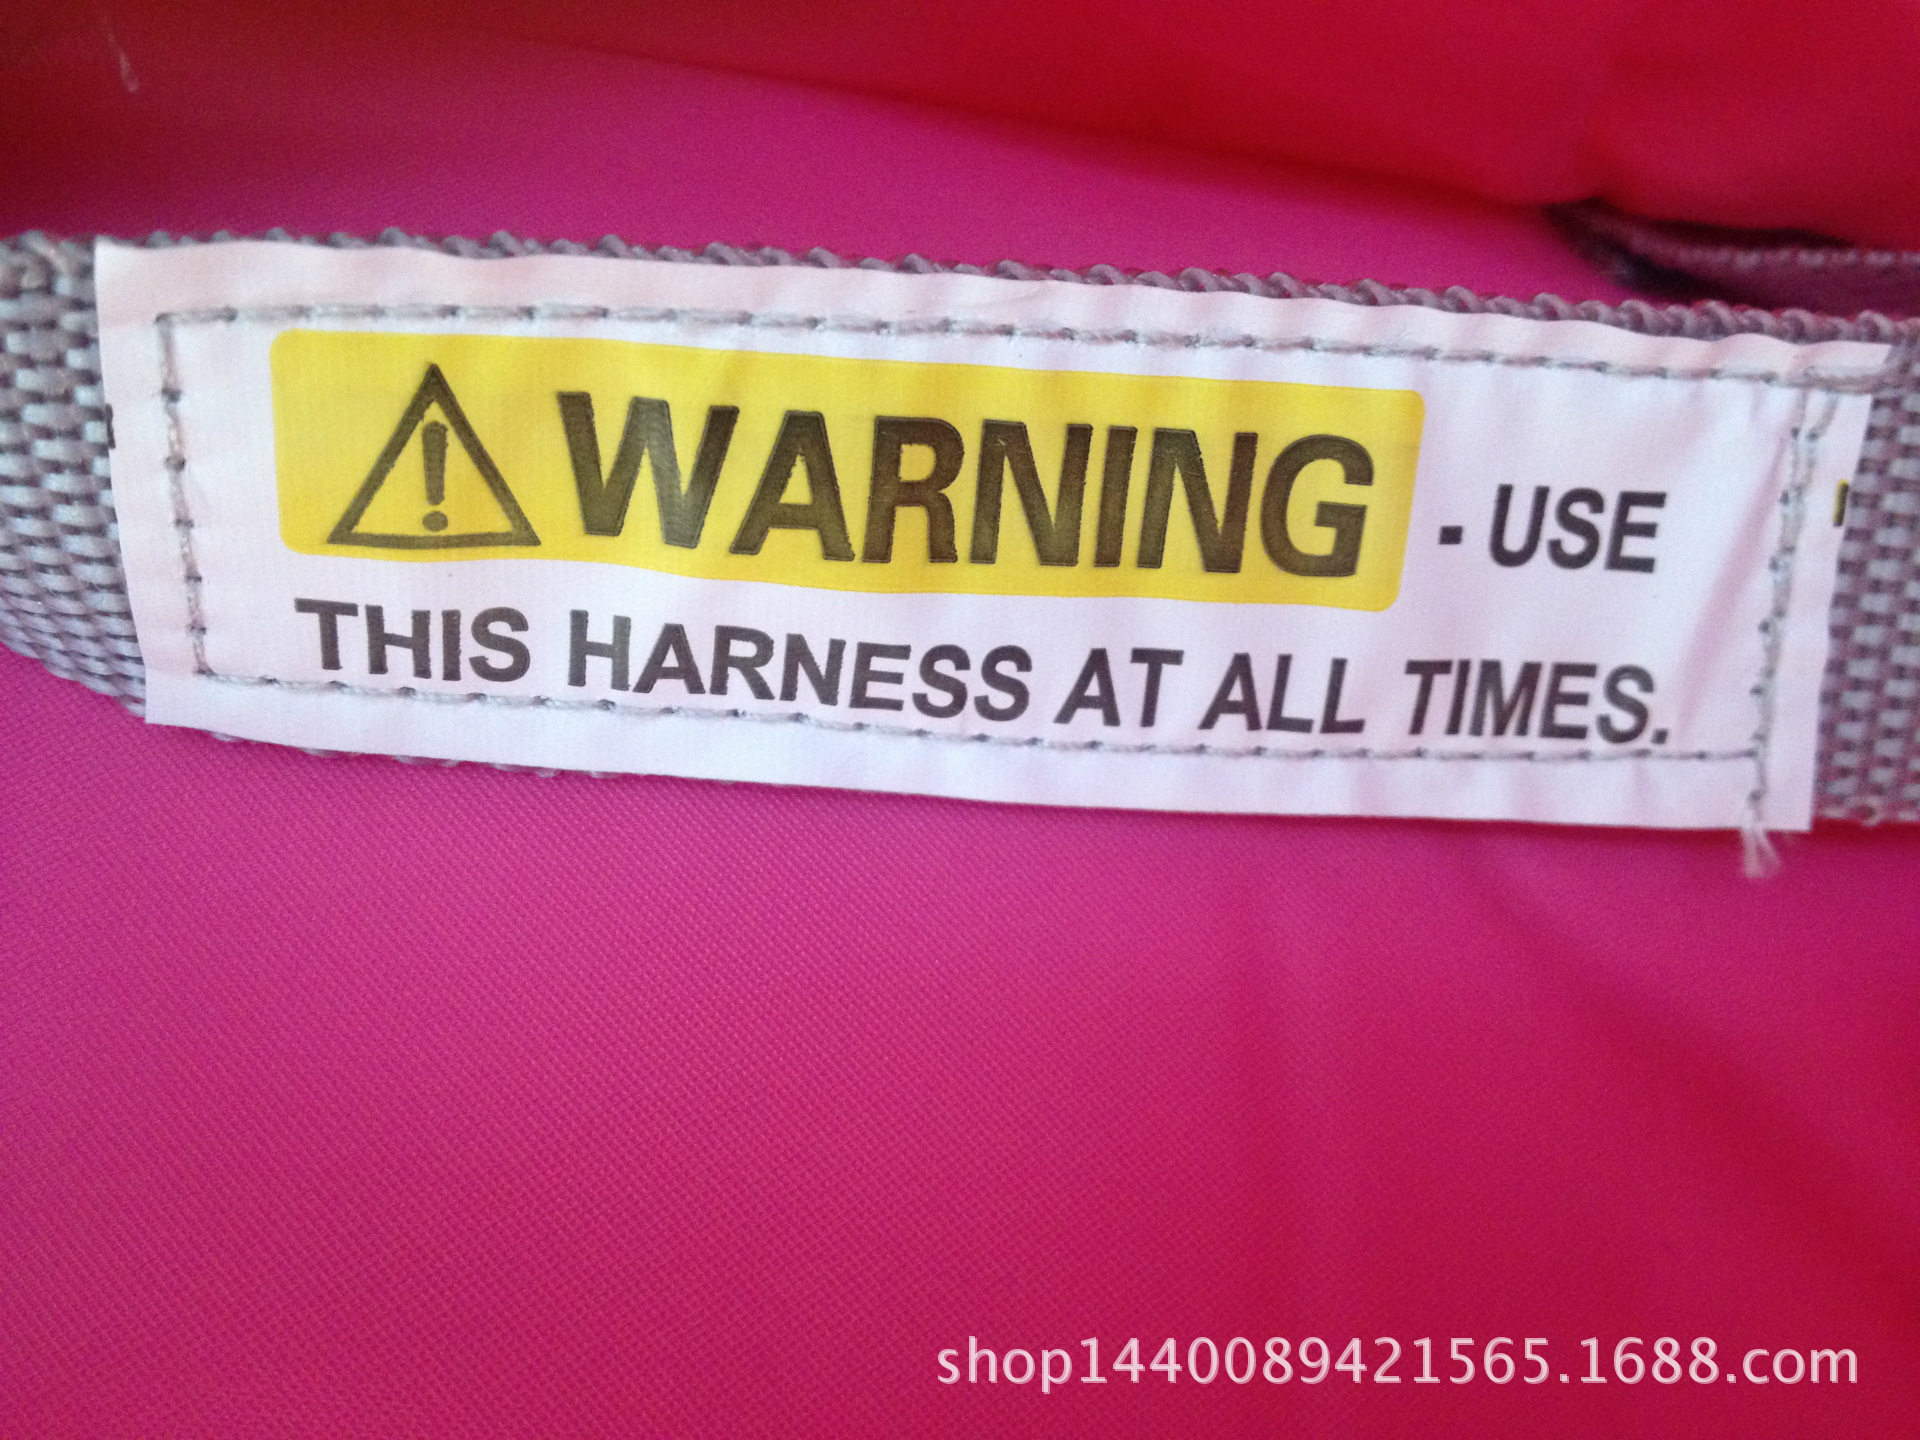 WARNING - USE
THIS HARNESS AT ALL TIMES.
shop1440089421565.1688.com